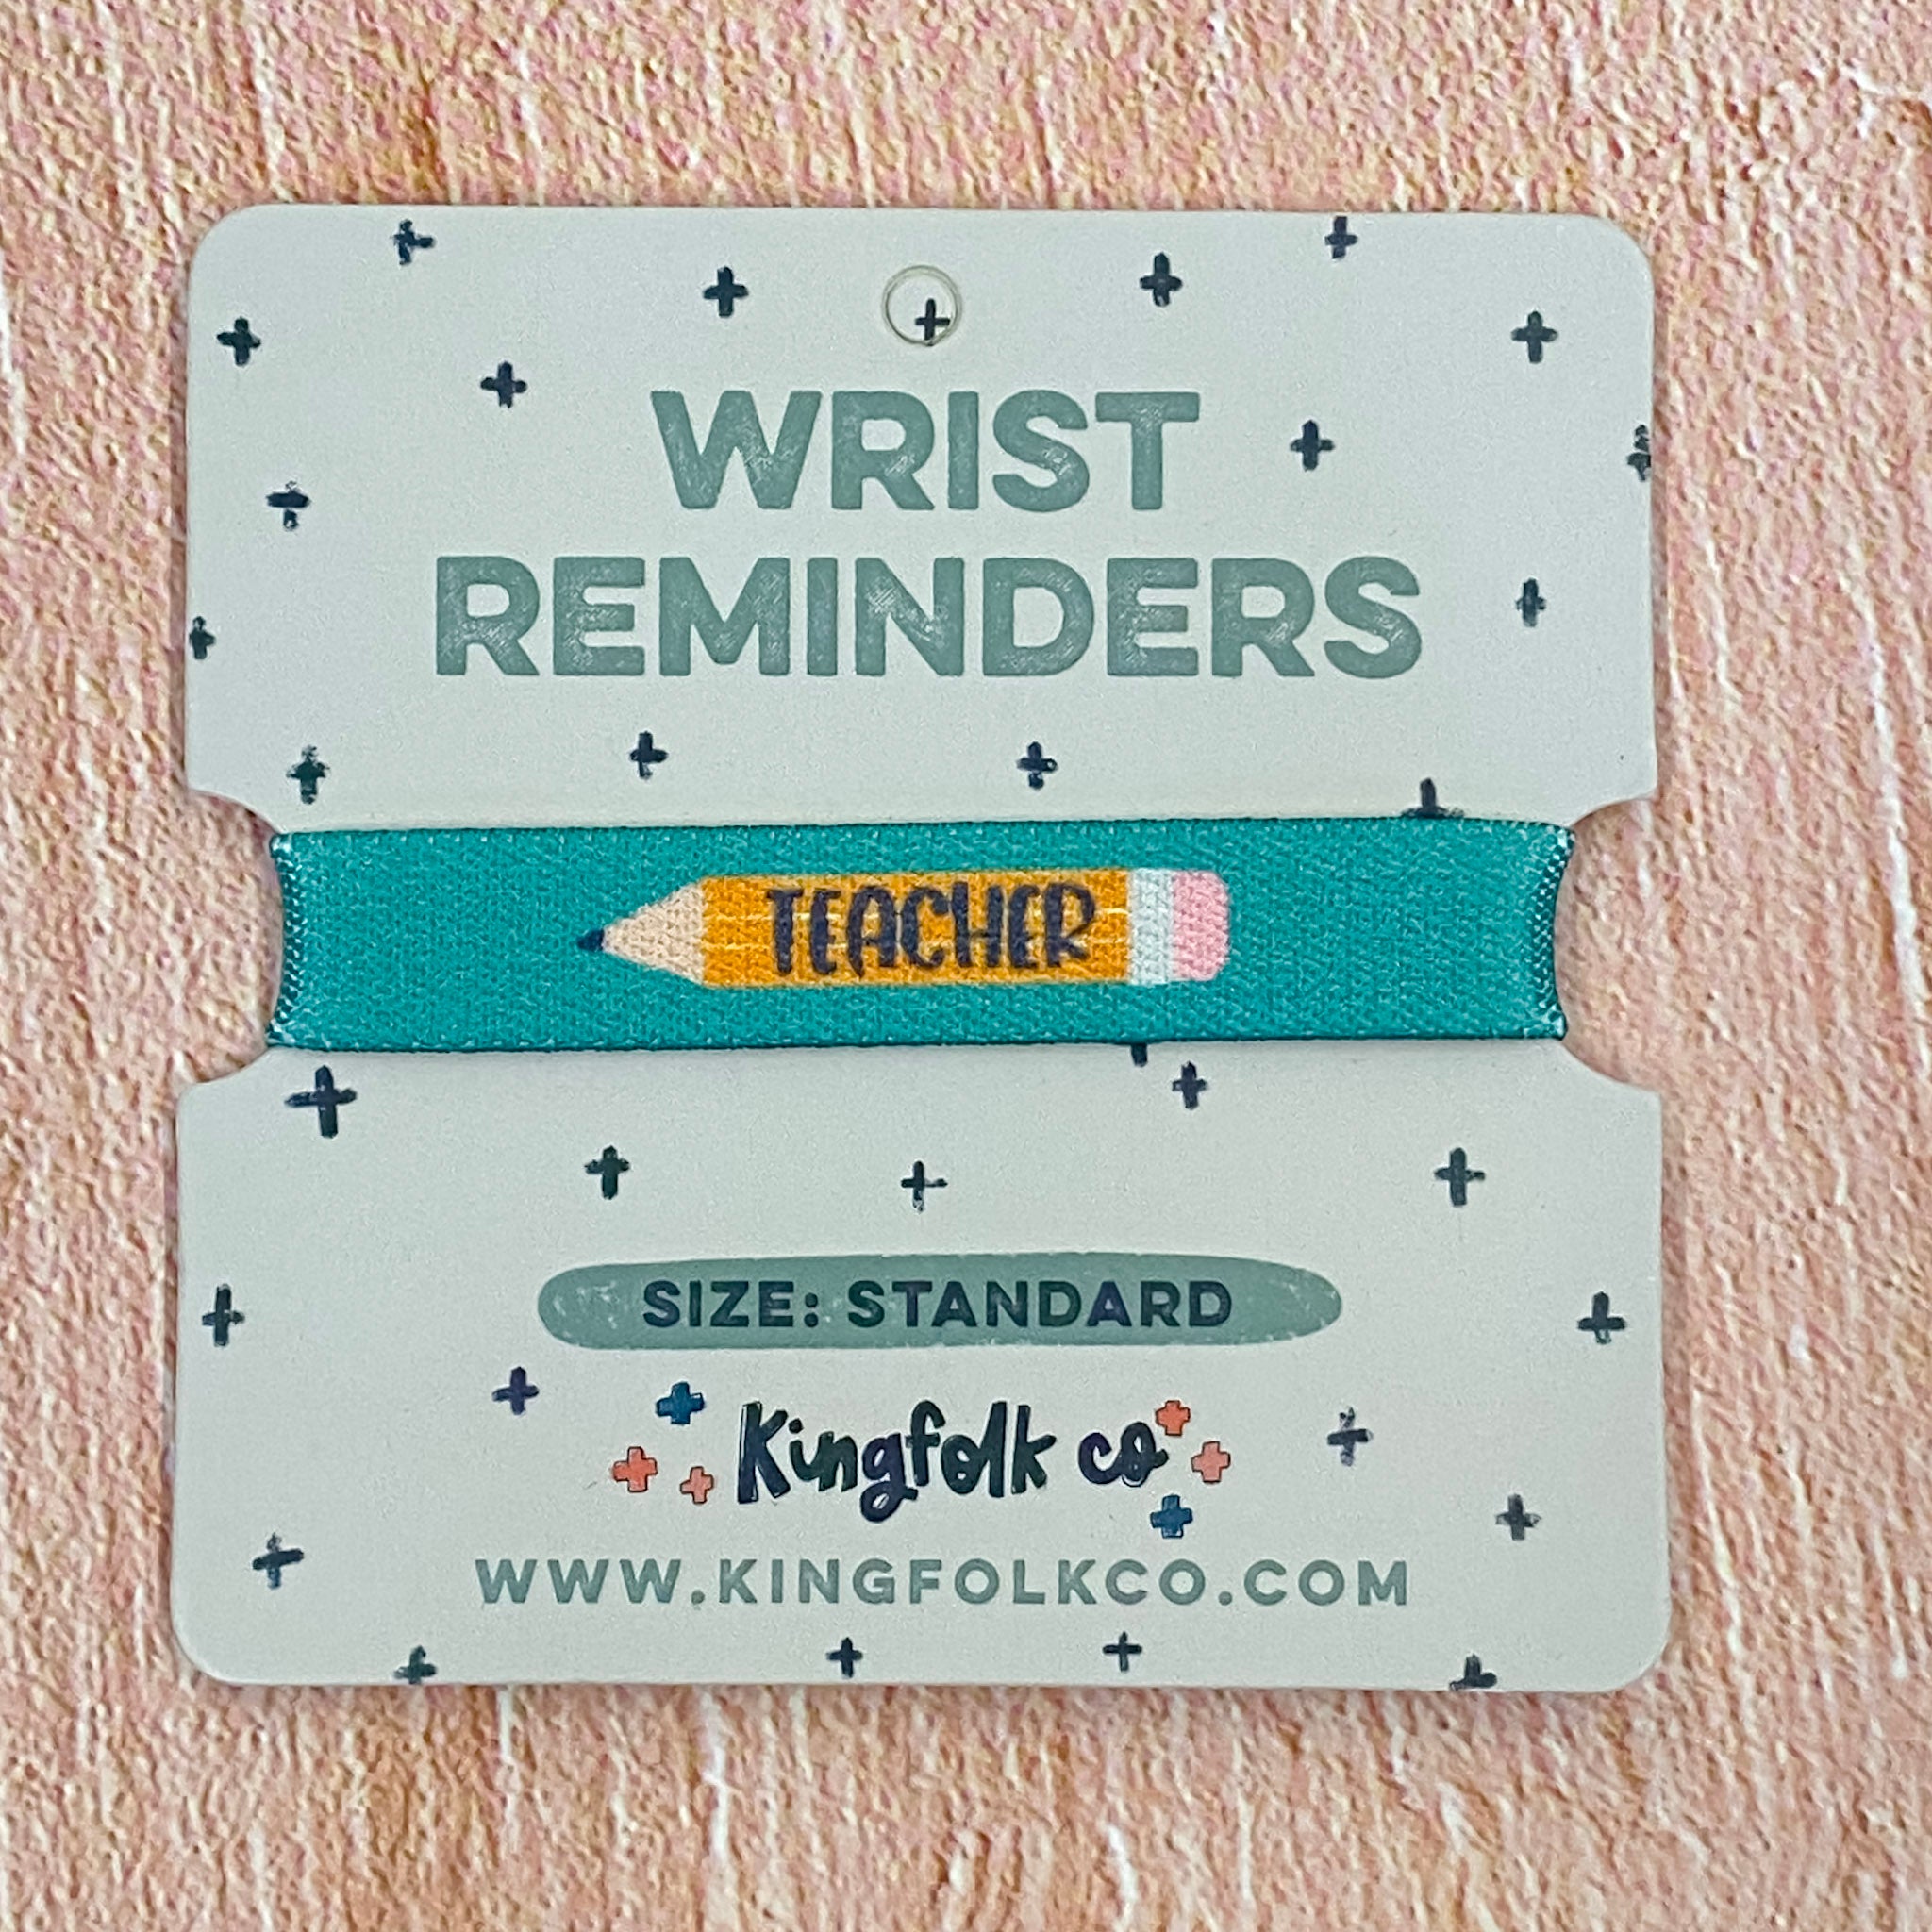 WRIST
REMINDERS
TEACHER
SIZE: STANDARD
Kingfolk co
WWW.KINGFOLKCO.COM